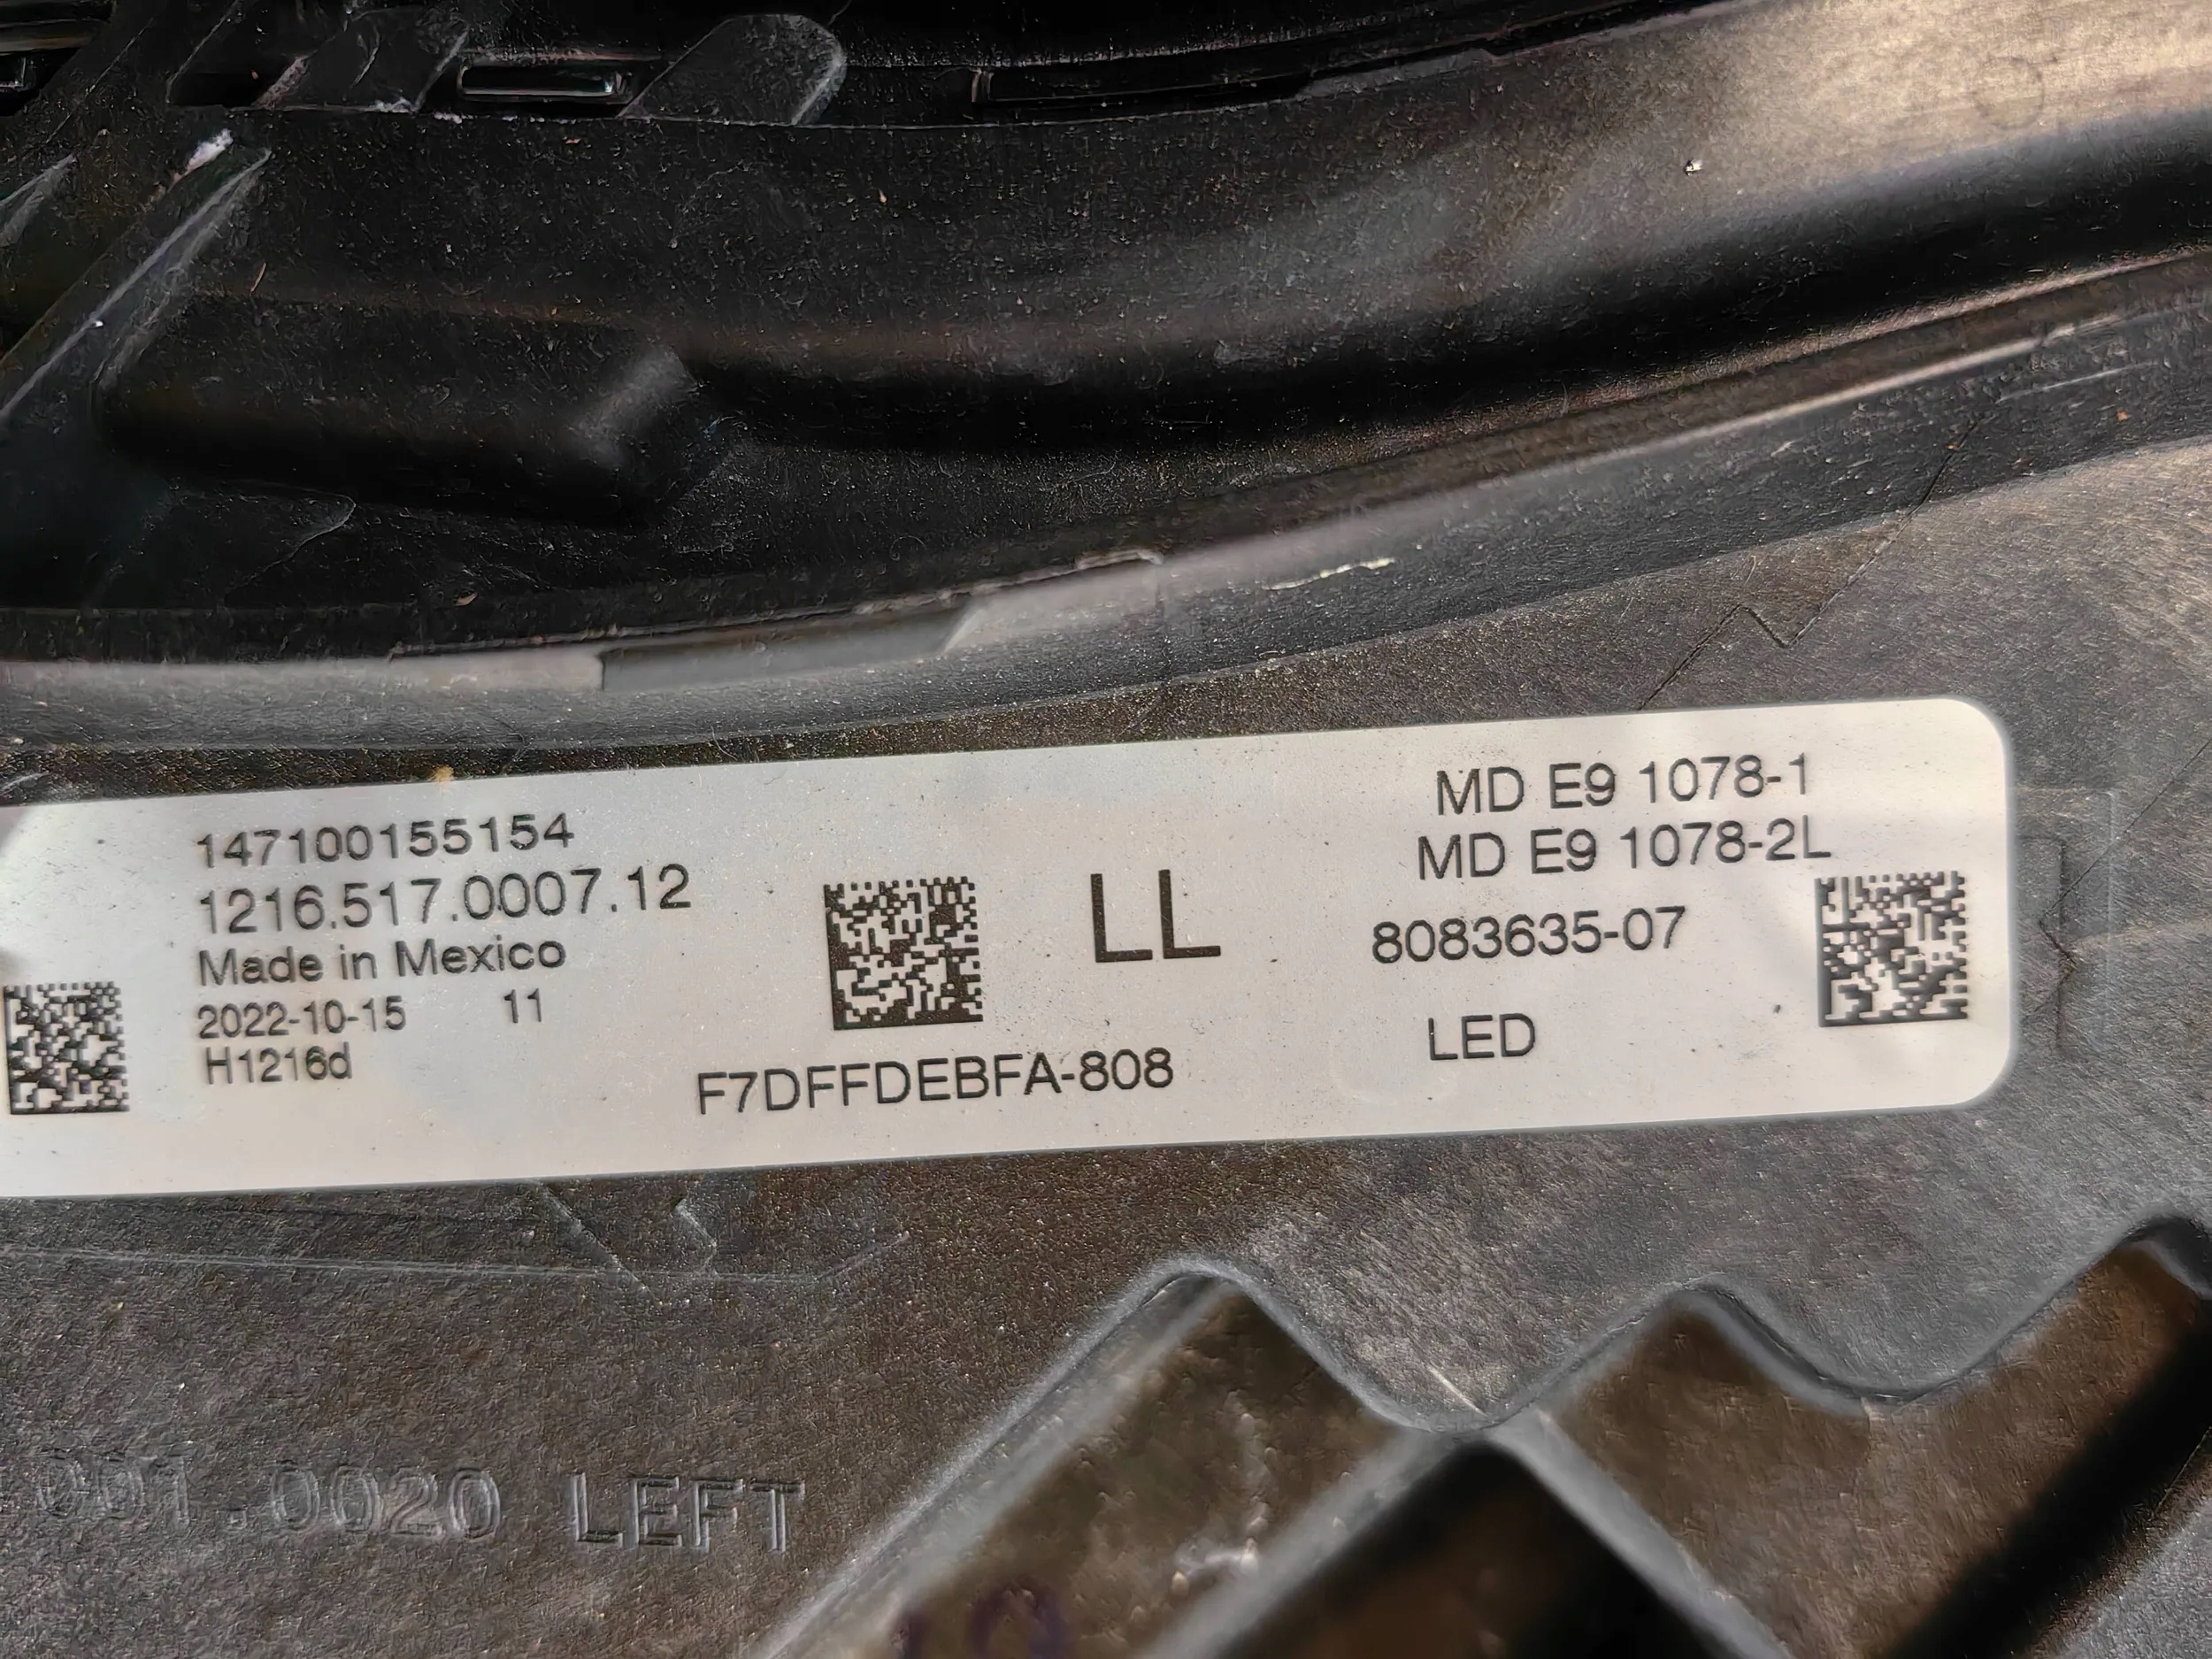 147100155154
1216.517.0007.12
Made in Mexico
2022-10-15 11
H1216d
F7DFFDEBFA-808
LL
MD E9 1078-1
MD E9 1078-2L
8083635-07
LED
001.0020 LEFT